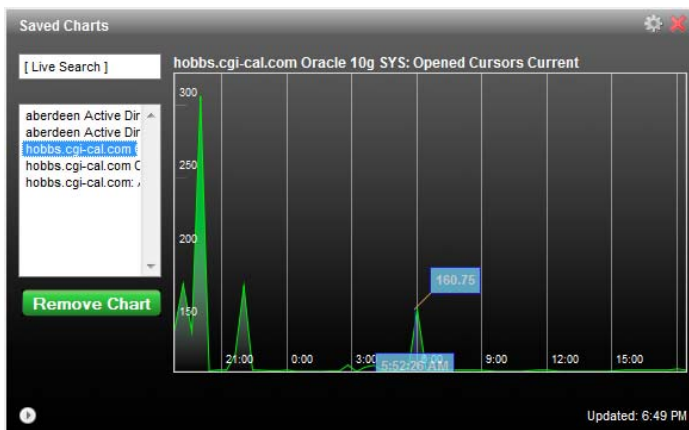 Saved Charts
[ Live Search ]
hobbs.cgi-cal.com Oracle 10g SYS: Opened Cursors Current
aberdeen Active Dir
aberdeen Active Dir
hobbs.cgi-cal.com
hobbs.cgi-cal.com
hobbs.cgi-cal.com:
Remove Chart
300
250
200
150
160.75
5:52:26 AM
21:00
0:00
3:00
6:00
9:00
12:00
15:00
Updated: 6:49 PM